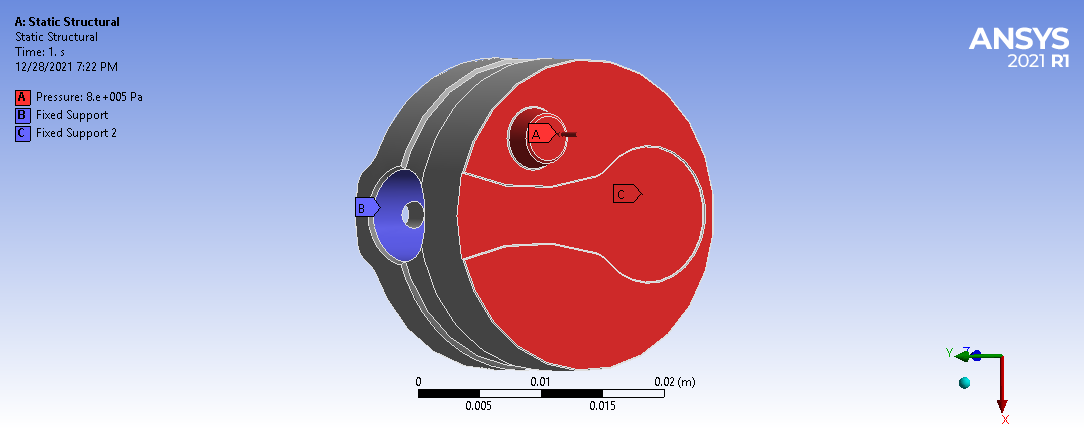 A: Static Structural
Static Structural
Time: 1. s
12/28/2021 7:22 PM
A Pressure: 8.e+005 Pa
B Fixed Support
C Fixed Support 2
ANSYS
2021 R1
A
B
C
0 0.01 0.02 (m)
0.005 0.015
Y Z
X